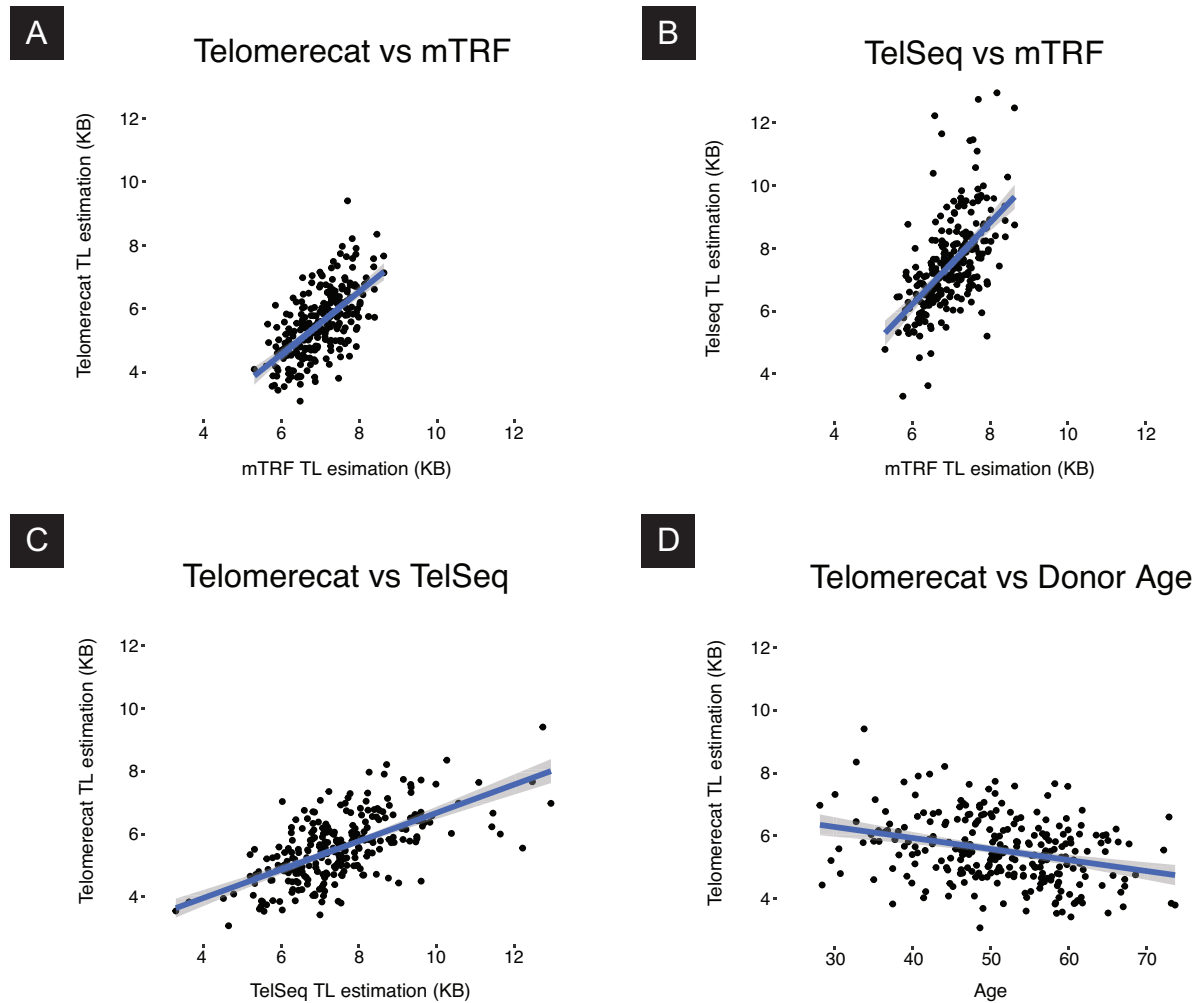 A
Telomerecat vs mTRF
Telomerecat TL estimation (KB)
12
10
8
6
4
4 6 8 10 12
mTRF TL esimation (KB)
B
TelSeq vs mTRF
Telseq TL estimation (KB)
12
10
8
6
4
4 6 8 10 12
mTRF TL esimation (KB)
C
Telomerecat vs TelSeq
Telomerecat TL estimation (KB)
12
10
8
6
4
4 6 8 10 12
TelSeq TL estimation (KB)
D
Telomerecat vs Donor Age
Telomerecat TL estimation (KB)
12
10
8
6
4
30 40 50 60 70
Age